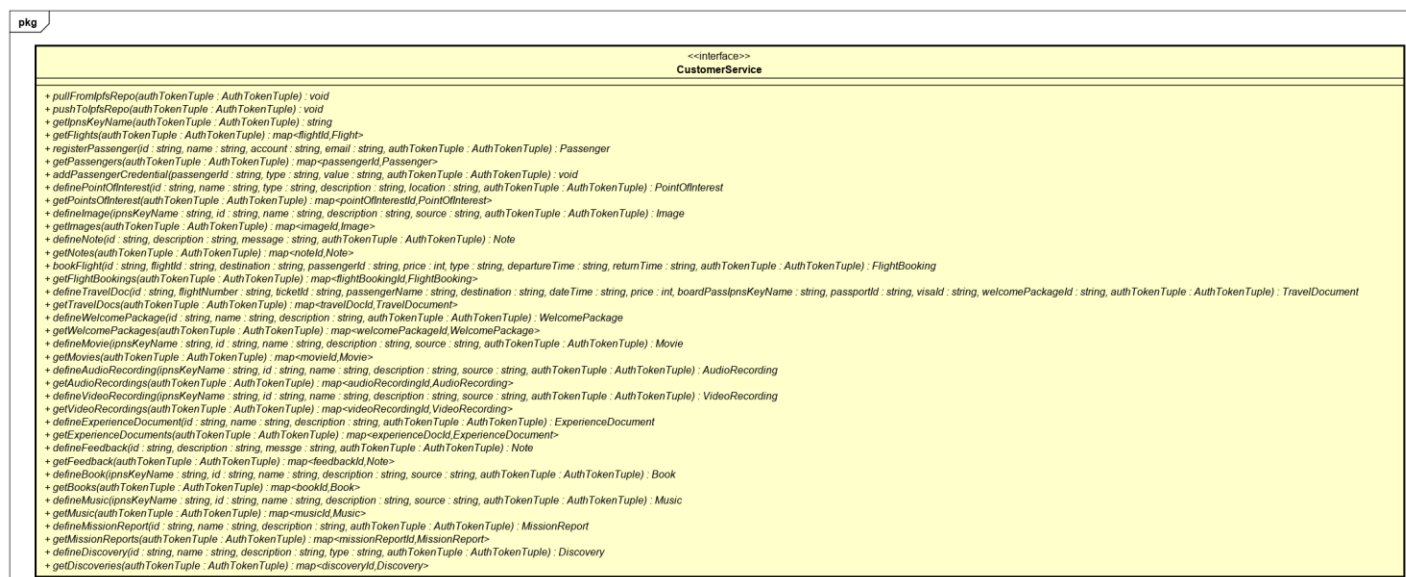 pkg
<<interface>>
CustomerService
+ pullFromIpfsRepo(authTokenTuple : AuthTokenTuple) : void
+ pushToIpfsRepo(authTokenTuple : AuthTokenTuple) : void
+ getIpnsKeyName(authTokenTuple : AuthTokenTuple) : string
+ getFlights(authTokenTuple : AuthTokenTuple) : map<flightId,Flight>
+ registerPassenger(id : string, name : string, account : string, email : string, authTokenTuple : AuthTokenTuple) : Passenger
+ getPassengers(authTokenTuple : AuthTokenTuple) : map<passengerId,Passenger>
+ addPassengerCredential(passengerId : string, type : string, value : string, authTokenTuple : AuthTokenTuple) : void
+ definePointOfInterest(id : string, name : string, type : string, description : string, location : string, authTokenTuple : AuthTokenTuple) : PointOfInterest
+ getPointsOfInterest(authTokenTuple : AuthTokenTuple) : map<pointOfInterestId,PointOfInterest>
+ defineImage(ipnsKeyName : string, id : string, name : string, description : string, source : string, authTokenTuple : AuthTokenTuple) : Image
+ getImages(authTokenTuple : AuthTokenTuple) : map<imageId,Image>
+ defineNote(id : string, description : string, message : string, authTokenTuple : AuthTokenTuple) : Note
+ getNotes(authTokenTuple : AuthTokenTuple) : map<noteId,Note>
+ bookFlight(id : string, flightId : string, destination : string, passengerId : string, price : int, type : string, departureTime : string, returnTime : string, authTokenTuple : AuthTokenTuple) : FlightBooking
+ getFlightBookings(authTokenTuple : AuthTokenTuple) : map<flightBookingId,FlightBooking>
+ defineTravelDoc(id : string, flightNumber : string, ticketId : string, passengerName : string, destination : string, dateTime : string, price : int, boardPassIpnsKeyName : string, passportId : string, visaId : string, welcomePackageId : string, authTokenTuple : AuthTokenTuple) : TravelDocument
+ getTravelDocs(authTokenTuple : AuthTokenTuple) : map<travelDocId,TravelDocument>
+ defineWelcomePackage(id : string, name : string, description : string, authTokenTuple : AuthTokenTuple) : WelcomePackage
+ getWelcomePackages(authTokenTuple : AuthTokenTuple) : map<welcomePackageId,WelcomePackage>
+ defineMovie(ipnsKeyName : string, id : string, name : string, description : string, source : string, authTokenTuple : AuthTokenTuple) : Movie
+ getMovies(authTokenTuple : AuthTokenTuple) : map<movieId,Movie>
+ defineAudioRecording(ipnsKeyName : string, id : string, name : string, description : string, source : string, authTokenTuple : AuthTokenTuple) : AudioRecording
+ getAudioRecordings(authTokenTuple : AuthTokenTuple) : map<audioRecordingId,AudioRecording>
+ defineVideoRecording(ipnsKeyName : string, id : string, name : string, description : string, source : string, authTokenTuple : AuthTokenTuple) : VideoRecording
+ getVideoRecordings(authTokenTuple : AuthTokenTuple) : map<videoRecordingId,VideoRecording>
+ defineExperienceDocument(id : string, name : string, description : string, authTokenTuple : AuthTokenTuple) : ExperienceDocument
+ getExperienceDocuments(authTokenTuple : AuthTokenTuple) : map<experienceDocId,ExperienceDocument>
+ defineFeedback(id : string, description : string, messge : string, authTokenTuple : AuthTokenTuple) : Note
+ getFeedback(authTokenTuple : AuthTokenTuple) : map<feedbackId,Note>
+ defineBook(ipnsKeyName : string, id : string, name : string, description : string, source : string, authTokenTuple : AuthTokenTuple) : Book
+ getBooks(authTokenTuple : AuthTokenTuple) : map<bookId,Book>
+ defineMusic(ipnsKeyName : string, id : string, name : string, description : string, source : string, authTokenTuple : AuthTokenTuple) : Music
+ getMusic(authTokenTuple : AuthTokenTuple) : map<musicId,Music>
+ defineMissionReport(id : string, name : string, description : string, authTokenTuple : AuthTokenTuple) : MissionReport
+ getMissionReports(authTokenTuple : AuthTokenTuple) : map<missionReportId,MissionReport>
+ defineDiscovery(id : string, name : string, description : string, type : string, authTokenTuple : AuthTokenTuple) : Discovery
+ getDiscoveries(authTokenTuple : AuthTokenTuple) : map<discoveryId,Discovery>